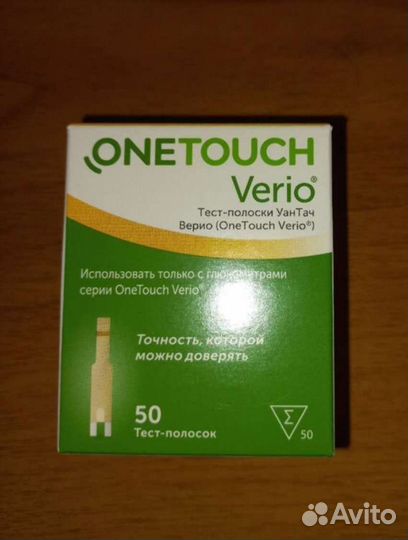 ONETOUCH
Verio®
Тест-полоски УанТач
Верио (OneTouch Verio®)
Использовать только с глюкометрами
серии OneTouch Verio®
Точность, которой
можно доверять
50
Тест-полосок
Σ
50
Avito